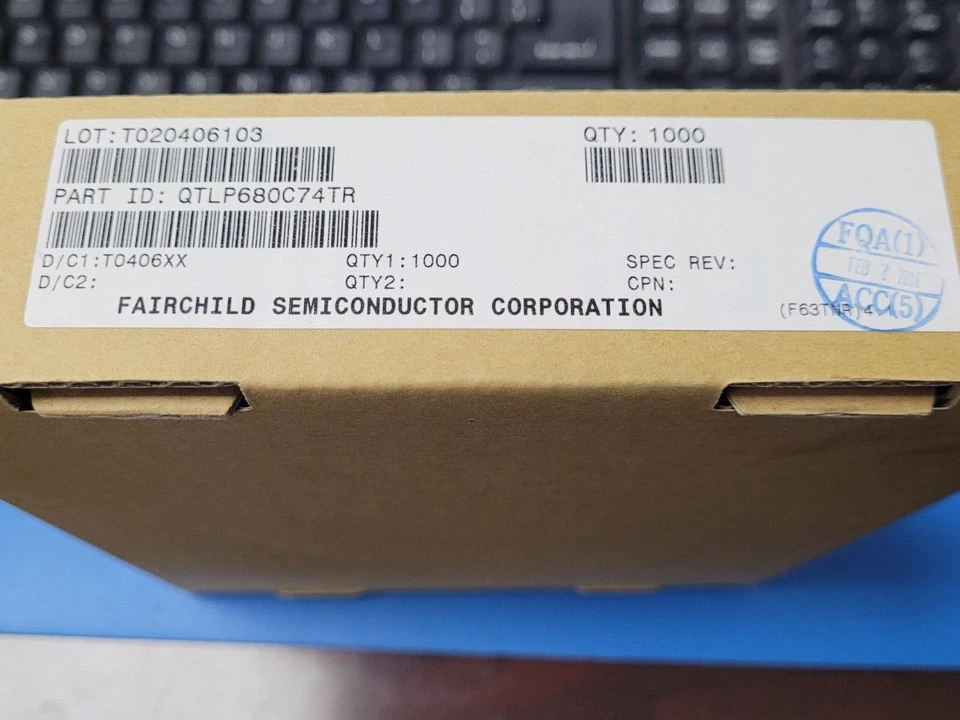 LOT:T020406103
QTY: 1000
PART ID: QTLP680C74TR
D/C1:T0406XX
QTY1:1000
SPEC REV:
D/C2:
QTY2:
CPN:
FAIRCHILD SEMICONDUCTOR CORPORATION
FQA(1)
FEB 7 2004
ACC(5)